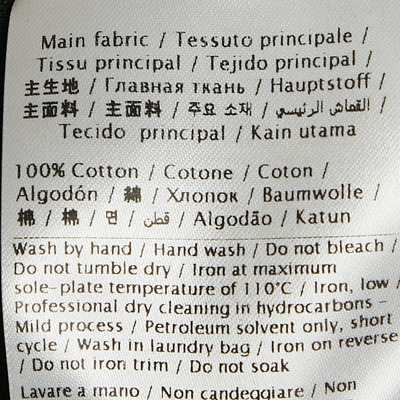 Main fabric / Tessuto principale /
Tissu principal / Tejido principal /
主生地 / Главная ткань / Hauptstoff /
主面料 / 主面料 / 주요 소재 / القماش الرئيسي /
Tecido principal / Kain utama
100% Cotton / Cotone / Coton /
Algodón / 綿 / Хлопок / Baumwolle /
棉 / 棉 / 면 / قطن / Algodão / Katun
Wash by hand / Hand wash / Do not bleach /
Do not tumble dry / Iron at maximum
sole-plate temperature of 110°C / Iron, low /
Professional dry cleaning in hydrocarbons -
Mild process / Petroleum solvent only, short
cycle / Wash in laundry bag / Iron on reverse
/ Do not iron trim / Do not soak
Lavare a mano / Non candeggiare / Non